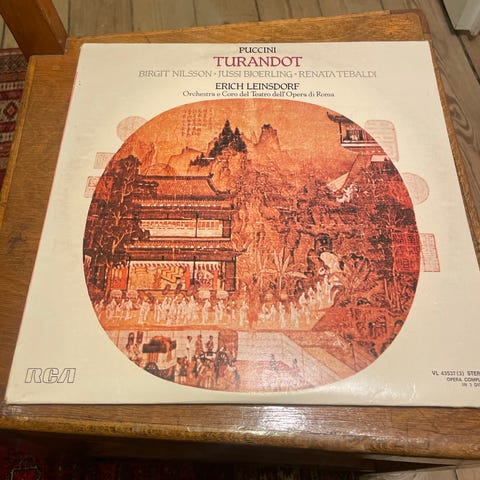 PUCCINI
TURANDOT
BIRGIT NILSSON • JUSSI BJOERLING • RENATA TEBALDI
ERICH LEINSDORF
Orchestra e Coro del Teatro dell'Opera di Roma
RCA
VL 43537(3) STER
OPERA COMPL
IN 3